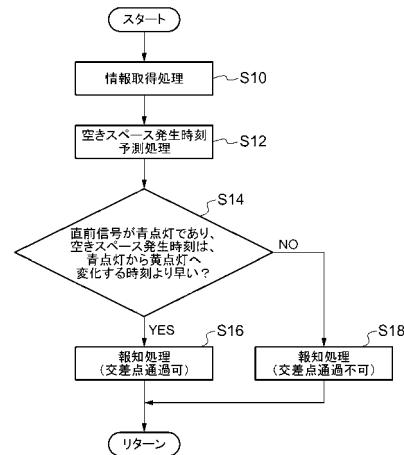 スタート
情報取得処理
S10
空きスペース発生時刻
予測処理
S12
S14
直前信号が青点灯であり、
空きスペース発生時刻は、
青点灯から黄点灯へ
変化する時刻より早い?
NO
YES
S16
報知処理
(交差点通過可)
S18
報知処理
(交差点通過不可)
リターン